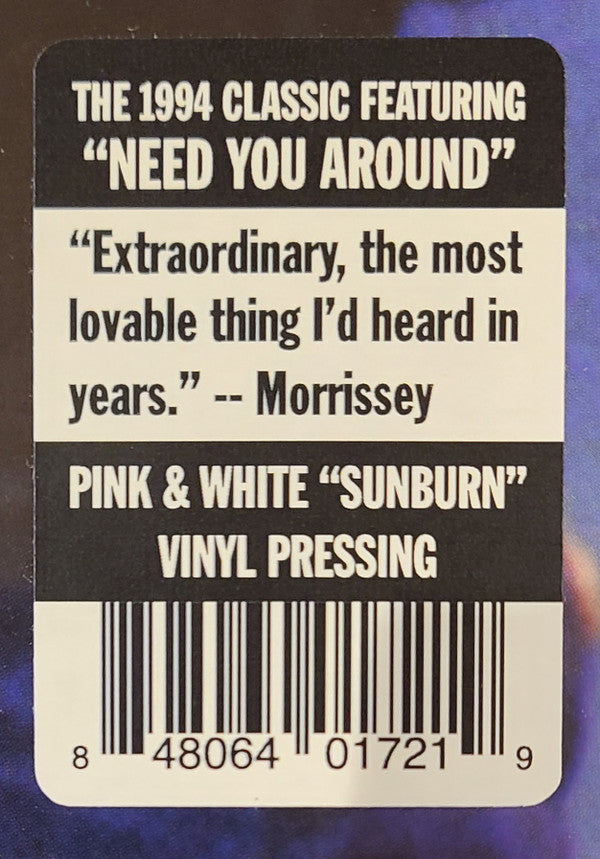 THE 1994 CLASSIC FEATURING
“NEED YOU AROUND”
“Extraordinary, the most
lovable thing I’d heard in
years.” -- Morrissey
PINK & WHITE “SUNBURN”
VINYL PRESSING
8 48064 01721 9